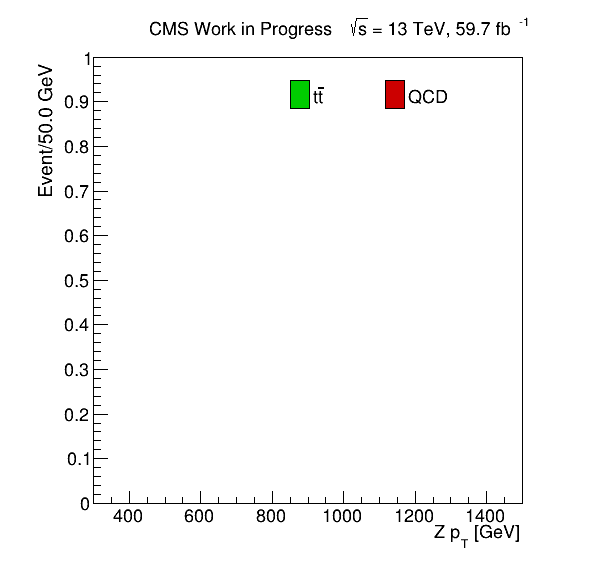 CMS Work in Progress √s = 13 TeV, 59.7 fb⁻¹
Event/50.0 GeV
tt̅
QCD
1
0.9
0.8
0.7
0.6
0.5
0.4
0.3
0.2
0.1
0
400 600 800 1000 1200 1400
Z p_T [GeV]